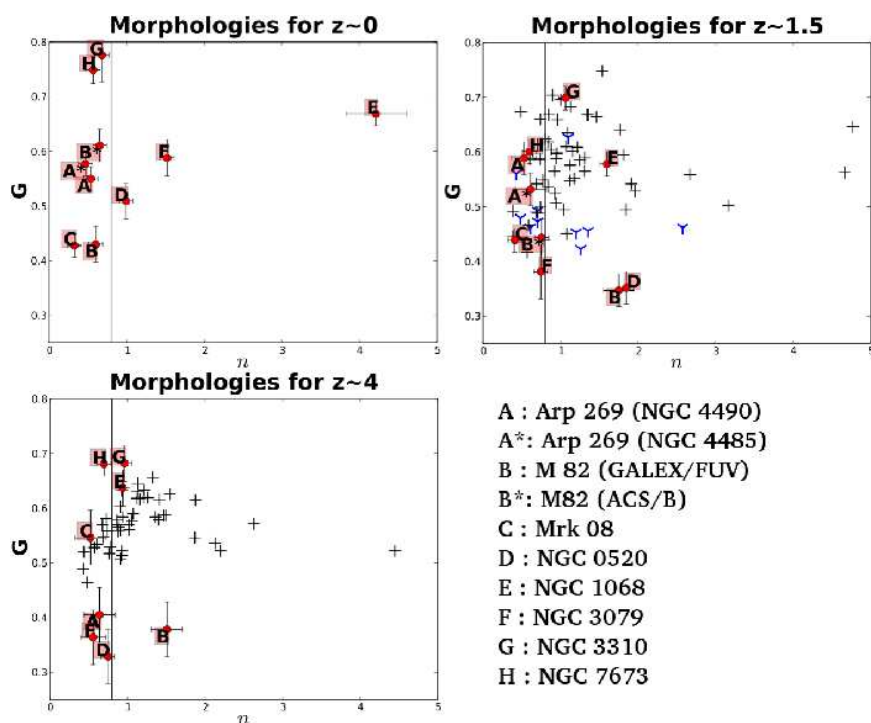 Morphologies for z~0
Morphologies for z~1.5
0.8
0.7
0.6
0.5
0.4
0.3
G
G
H
B
*
A
A
C
B
D
F
E
0
1
2
3
4
5
n
0.8
0.7
0.6
0.5
0.4
0.3
G
G
H
A
E
A*
C
B*
F
B
D
0
1
2
3
4
5
n
Morphologies for z~4
0.8
0.7
0.6
0.5
0.4
0.3
G
H
G
E
C
A
F
B
D
0
1
2
3
4
5
n
A : Arp 269 (NGC 4490)
A*: Arp 269 (NGC 4485)
B : M 82 (GALEX/FUV)
B*: M82 (ACS/B)
C : Mrk 08
D : NGC 0520
E : NGC 1068
F : NGC 3079
G : NGC 3310
H : NGC 7673